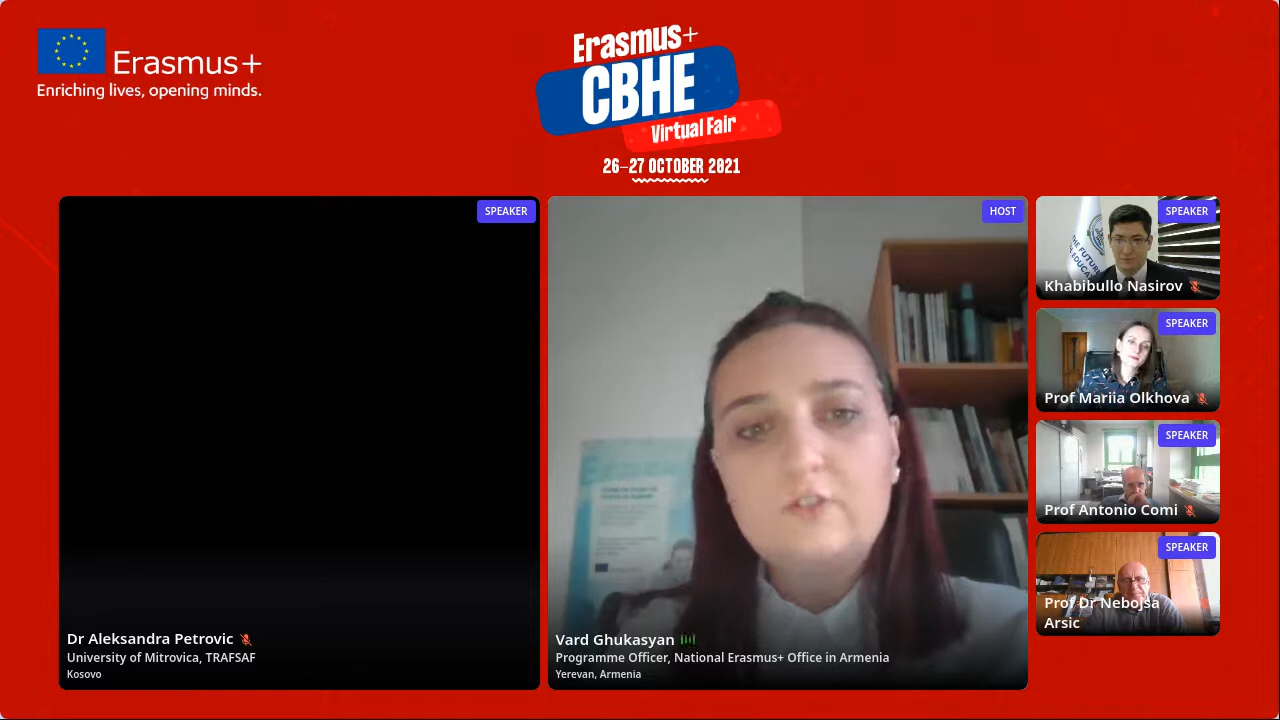 Erasmus+
Enriching lives, opening minds.
Erasmus+
CBHE
Virtual Fair
26–27 OCTOBER 2021
SPEAKER
Dr Aleksandra Petrovic
University of Mitrovica, TRAFSAF
Kosovo
HOST
Vard Ghukasyan
Programme Officer, National Erasmus+ Office in Armenia
Yerevan, Armenia
SPEAKER
THE FUTURE
Khabibullo Nasirov
SPEAKER
Prof Mariia Olkhova
SPEAKER
Prof Antonio Comi
SPEAKER
Prof Dr Nebojsa
Arsic